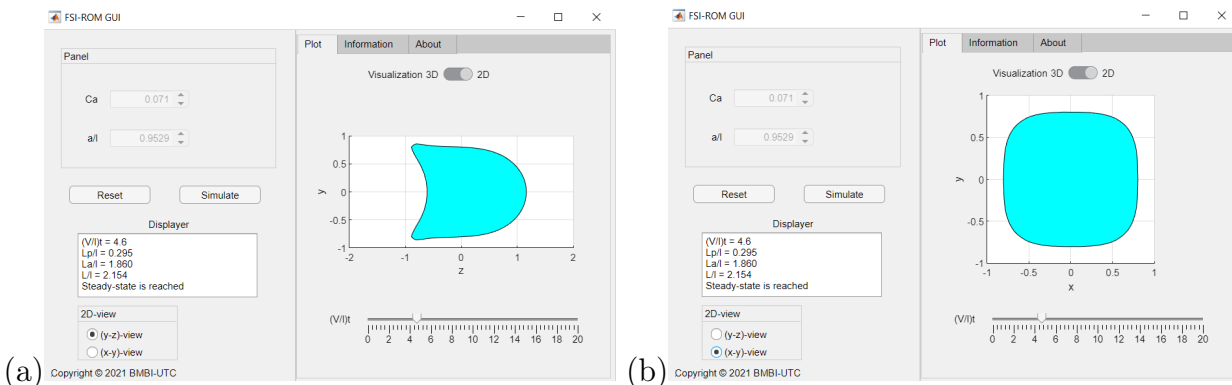 FSI-ROM GUI
Panel
Ca 0.071
a/l 0.9529
Reset Simulate
Displayer
(V/l)t = 4.6
Lp/l = 0.295
La/l = 1.860
L/l = 2.154
Steady-state is reached
2D-view
(y-z)-view
(x-y)-view
Copyright © 2021 BMBI-UTC
Plot Information About
Visualization 3D 2D
1
0.5
0
-0.5
-1
y
-2 -1 0 1 2
z
(V/l)t
0 2 4 6 8 10 12 14 16 18 20
(a)
FSI-ROM GUI
Panel
Ca 0.071
a/l 0.9529
Reset Simulate
Displayer
(V/l)t = 4.6
Lp/l = 0.295
La/l = 1.860
L/l = 2.154
Steady-state is reached
2D-view
(y-z)-view
(x-y)-view
Copyright © 2021 BMBI-UTC
Plot Information About
Visualization 3D 2D
1
0.5
0
-0.5
-1
y
-1 -0.5 0 0.5 1
x
(V/l)t
0 2 4 6 8 10 12 14 16 18 20
(b)